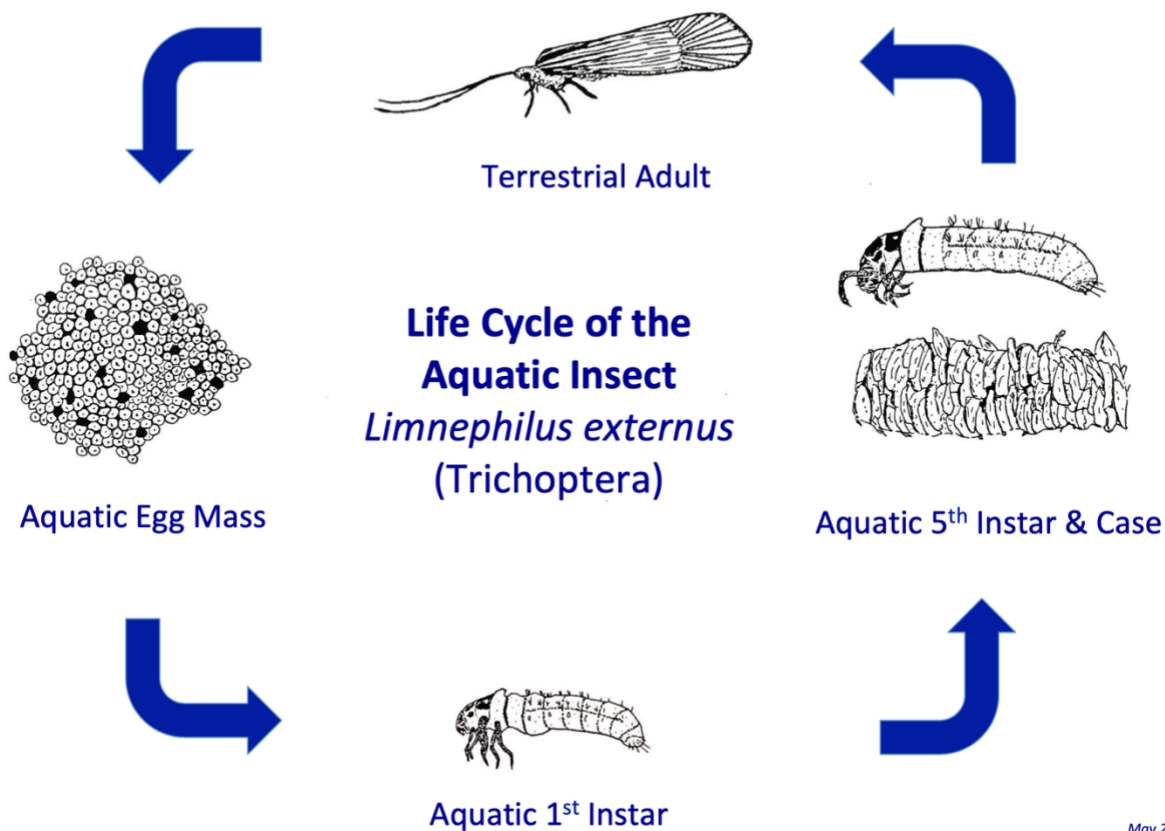 Terrestrial Adult
Life Cycle of the
Aquatic Insect
Limnephilus externus
(Trichoptera)
Aquatic Egg Mass
Aquatic 5th Instar & Case
Aquatic 1st Instar
May